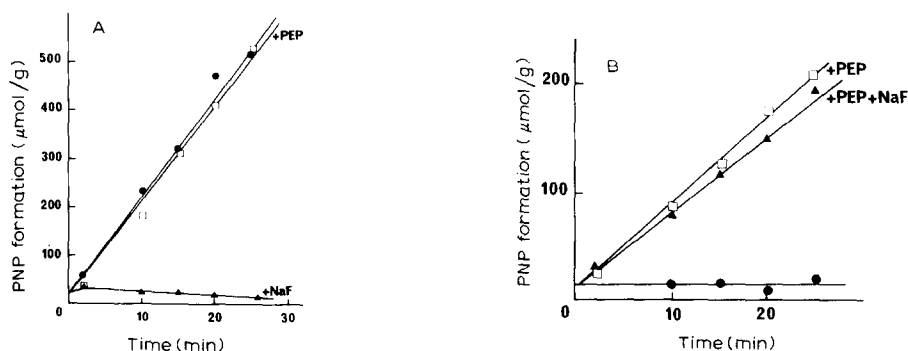 A
+PEP
500
400
300
200
100
+NaF
0
10
20
30
Time (min)
PNP formation (μmol/g)
B
+PEP
+PEP+NaF
200
100
0
10
20
Time (min)
PNP formation (μmol/g)